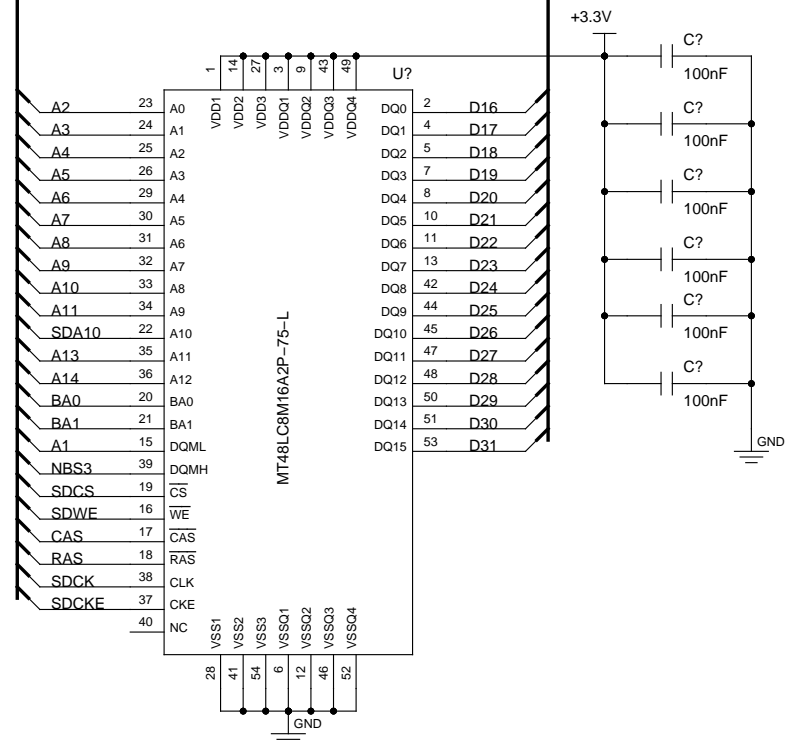 +3.3V
C?
100nF
C?
100nF
C?
100nF
C?
100nF
C?
100nF
C?
100nF
GND
U?
MT48LC8M16A2P-75-L
1 14 27 3 9 43 49
VDD1 VDD2 VDD3 VDDQ1 VDDQ2 VDDQ3 VDDQ4
A2 23 A0 DQ0 2 D16
A3 24 A1 DQ1 4 D17
A4 25 A2 DQ2 5 D18
A5 26 A3 DQ3 7 D19
A6 29 A4 DQ4 8 D20
A7 30 A5 DQ5 10 D21
A8 31 A6 DQ6 11 D22
A9 32 A7 DQ7 13 D23
A10 33 A8 DQ8 42 D24
A11 34 A9 DQ9 44 D25
SDA10 22 A10 DQ10 45 D26
A13 35 A11 DQ11 47 D27
A14 36 A12 DQ12 48 D28
BA0 20 BA0 DQ13 50 D29
BA1 21 BA1 DQ14 51 D30
A1 15 DQML DQ15 53 D31
NBS3 39 DQMH
SDCS 19 CS
SDWE 16 WE
CAS 17 CAS
RAS 18 RAS
SDCK 38 CLK
SDCKE 37 CKE
40 NC
VSS1 VSS2 VSS3 VSSQ1 VSSQ2 VSSQ3 VSSQ4
28 41 54 6 12 46 52
GND